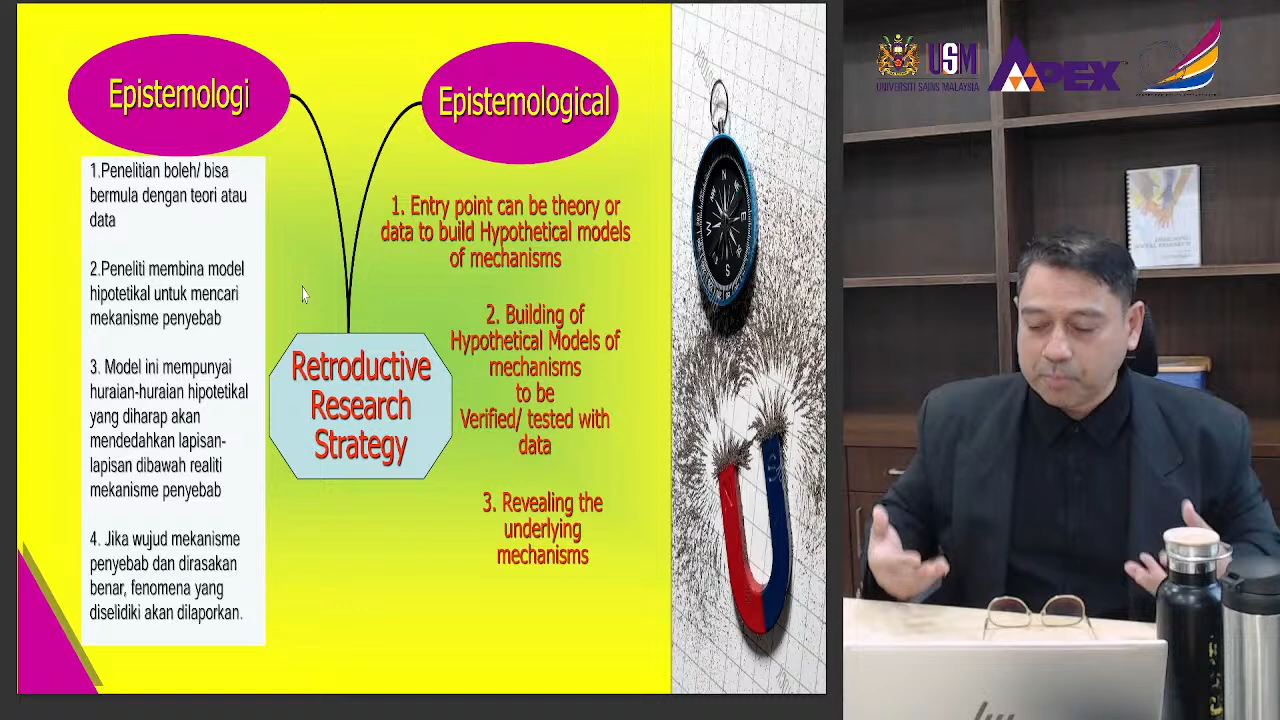 Epistemologi
1.Penelitian boleh/ bisa
bermula dengan teori atau
data
2.Peneliti membina model
hipotetikal untuk mencari
mekanisme penyebab
3. Model ini mempunyai
huraian-huraian hipotetikal
yang diharap akan
mendedahkan lapisan-
lapisan dibawah realiti
mekanisme penyebab
4. Jika wujud mekanisme
penyebab dan dirasakan
benar, fenomena yang
diselidiki akan dilaporkan.
Epistemological
1. Entry point can be theory or
data to build Hypothetical models
of mechanisms
2. Building of
Hypothetical Models of
mechanisms
to be
Verified/ tested with
data
3. Revealing the
underlying
mechanisms
Retroductive
Research
Strategy
N
E
S
W
N
USM
UNIVERSITI SAINS MALAYSIA
APEX
hp